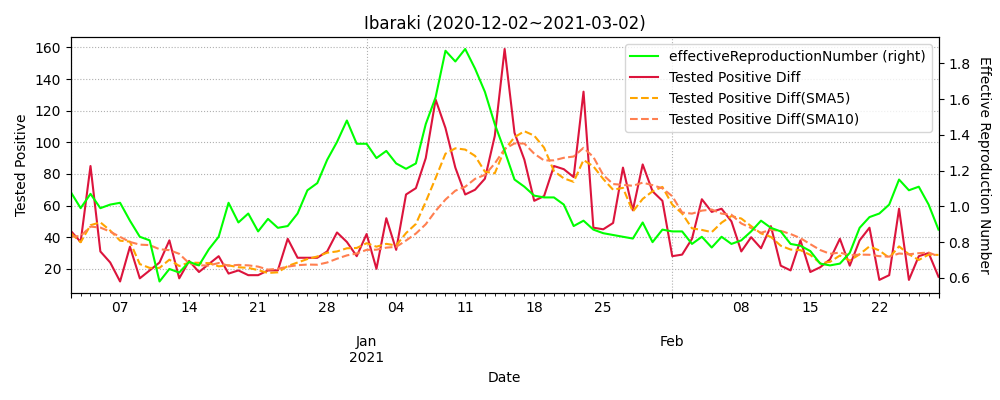 Ibaraki (2020-12-02~2021-03-02)
effectiveReproductionNumber (right)
Tested Positive Diff
Tested Positive Diff(SMA5)
Tested Positive Diff(SMA10)
Tested Positive
160
140
120
100
80
60
40
20
Effective Reproduction Number
1.8
1.6
1.4
1.2
1.0
0.8
0.6
07 14 21 28 04 11 18 25 08 15 22
Jan Feb
2021
Date